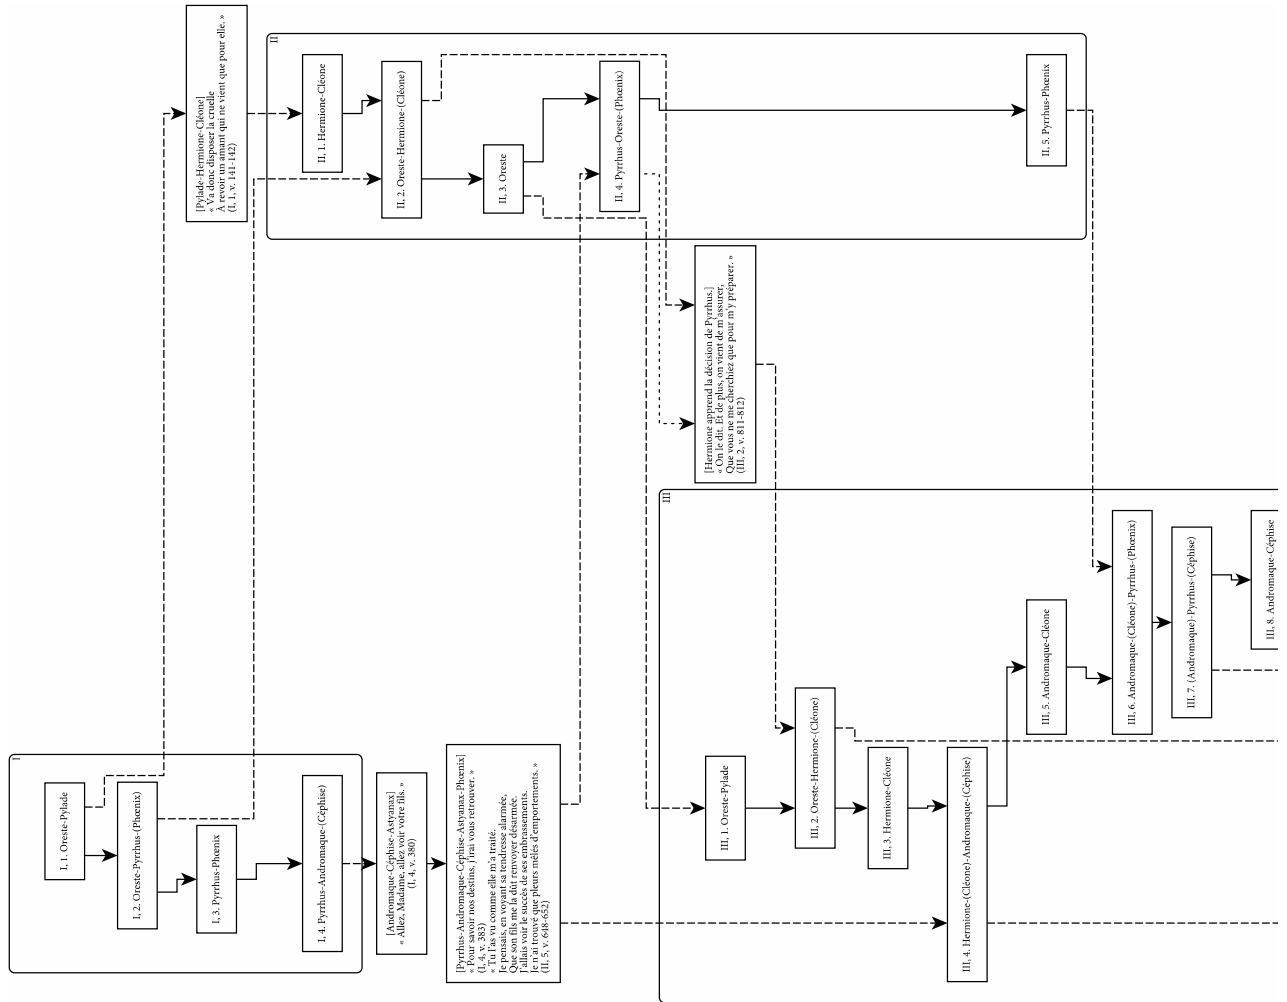 I
I, 1. Oreste-Pylade
I, 2. Oreste-Pyrrhus-(Phœnix)
I, 3. Pyrrhus-Phœnix
I, 4. Pyrrhus-Andromaque-(Céphise)
[Andromaque-Céphise-Astyanax]
« Allez, Madame, allez voir votre fils. »
(I, 4, v. 380)
[Pyrrhus-Andromaque-Céphise-Astyanax-Phœnix]
« Pour savoir nos destins, j'irai vous retrouver. »
(I, 4, v. 383)
« Tu l'as vu comme elle m'a traité.
Je pensais, en voyant sa tendresse alarmée,
Que son fils me la dût renvoyer désarmée.
J'allais voir le succès de ses embrassements.
Je n'ai trouvé que pleurs mêlés d'emportements. »
(II, 5, v. 648-652)
[Pylade-Hermione-Cléone]
« Va donc disposer la cruelle
À revoir un amant qui ne vient que pour elle. »
(I, 1, v. 141-142)
II
II, 1. Hermione-Cléone
II, 2. Oreste-Hermione-(Cléone)
II, 3. Oreste
II, 4. Pyrrhus-Oreste-(Phœnix)
II, 5. Pyrrhus-Phœnix
[Hermione apprend la décision de Pyrrhus.]
« On le dit. Et de plus, on vient de m'assurer,
Que vous ne me cherchiez que pour m'y préparer. »
(III, 2, v. 811-812)
III
III, 1. Oreste-Pylade
III, 2. Oreste-Hermione-(Cléone)
III, 3. Hermione-Cléone
III, 4. Hermione-(Cléone)-Andromaque-(Céphise)
III, 5. Andromaque-Cléone
III, 6. Andromaque-(Cléone)-Pyrrhus-(Phœnix)
III, 7. (Andromaque)-Pyrrhus-(Céphise)
III, 8. Andromaque-Céphise